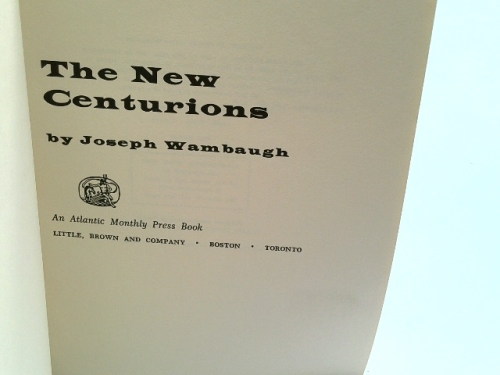 The New
Centurions
by Joseph Wambaugh
An Atlantic Monthly Press Book
LITTLE, BROWN AND COMPANY • BOSTON • TORONTO